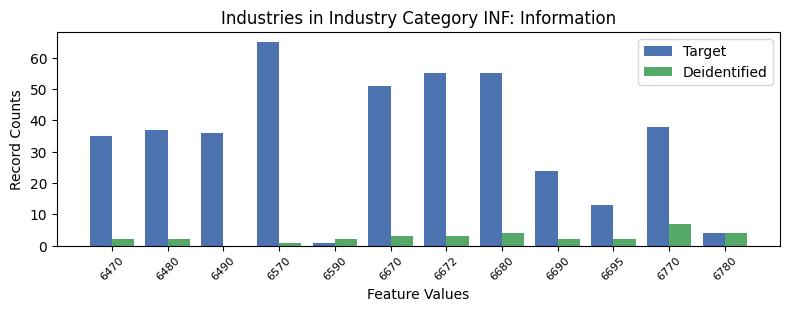 Industries in Industry Category INF: Information
Target
Deidentified
Record Counts
60
50
40
30
20
10
0
6470 6480 6490 6570 6590 6670 6672 6680 6690 6695 6770 6780
Feature Values